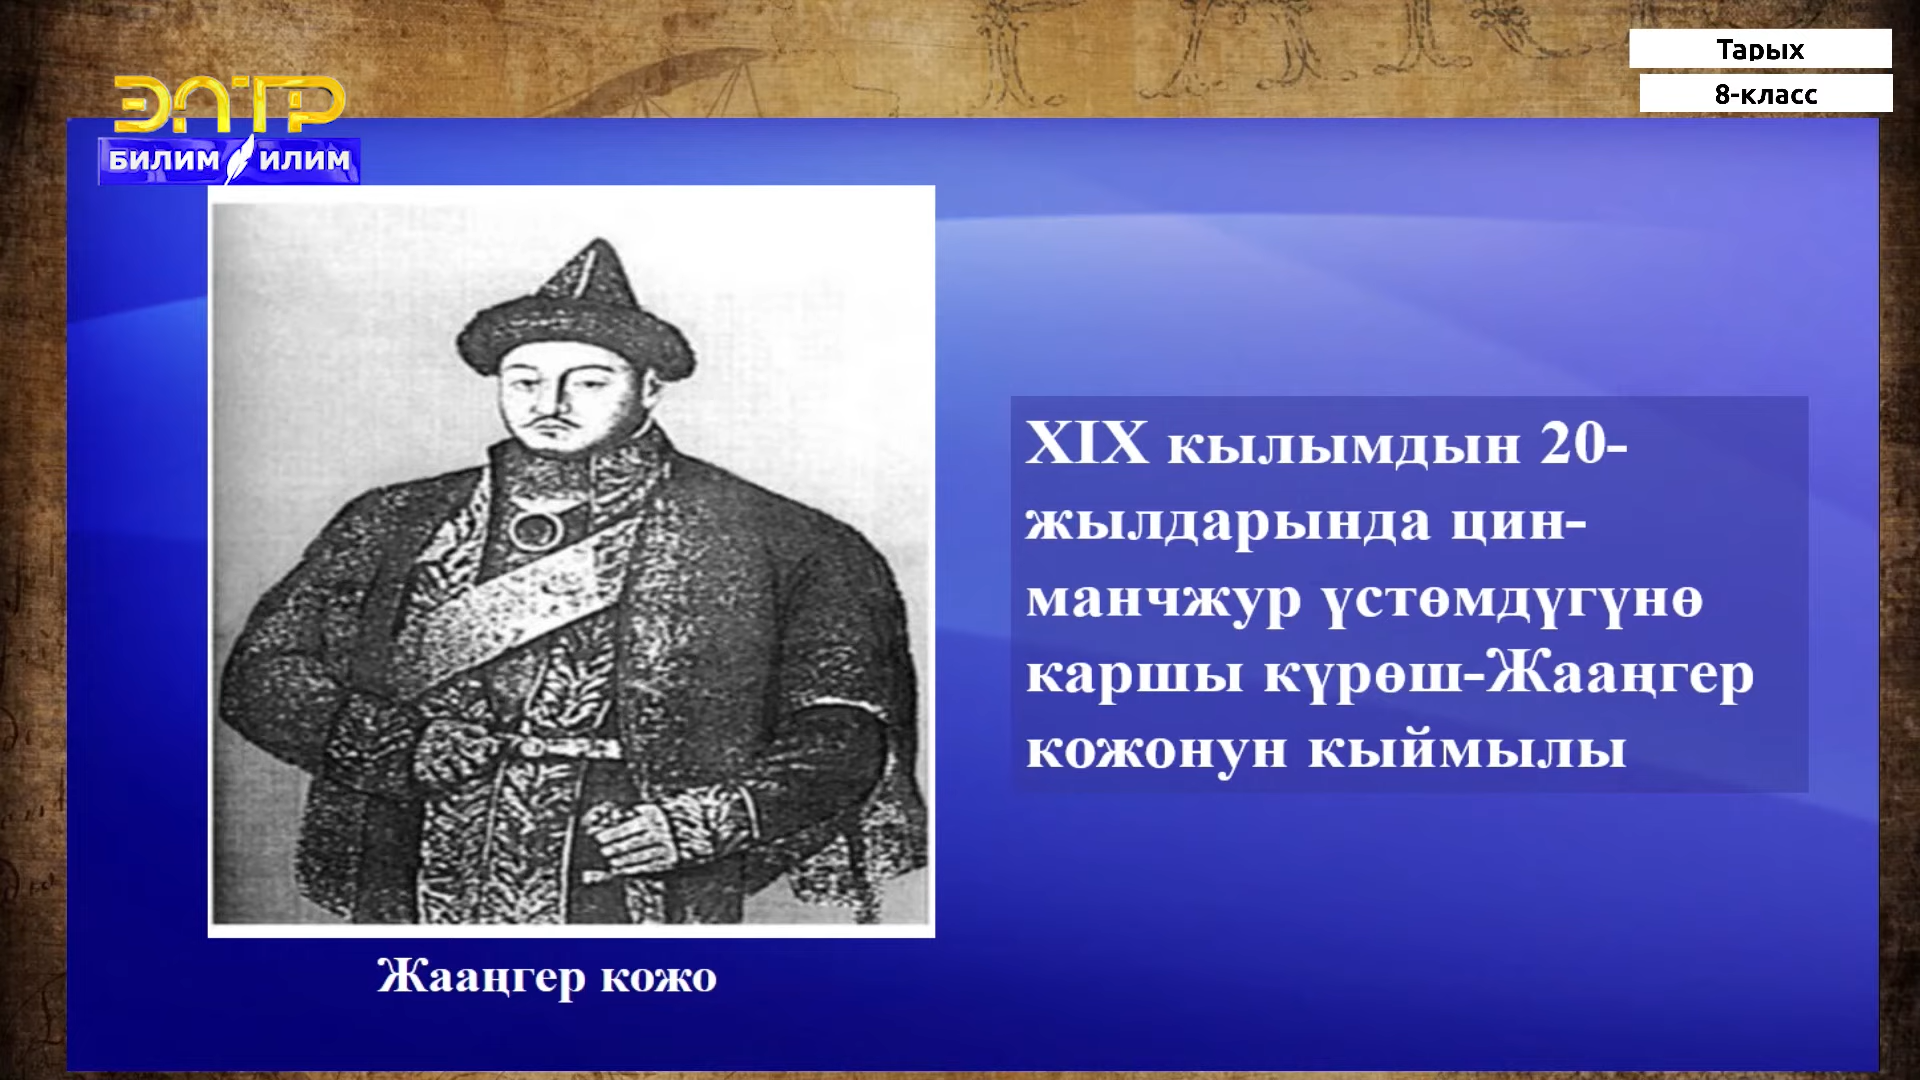 Тарых
8-класс
ЭЛТР
БИЛИМ ИЛИМ
XIX кылымдын 20-
жылдарында цин-
манчжур үстөмдүгүнө
каршы күрөш-Жааңгер
кожонун кыймылы
Жааңгер кожо